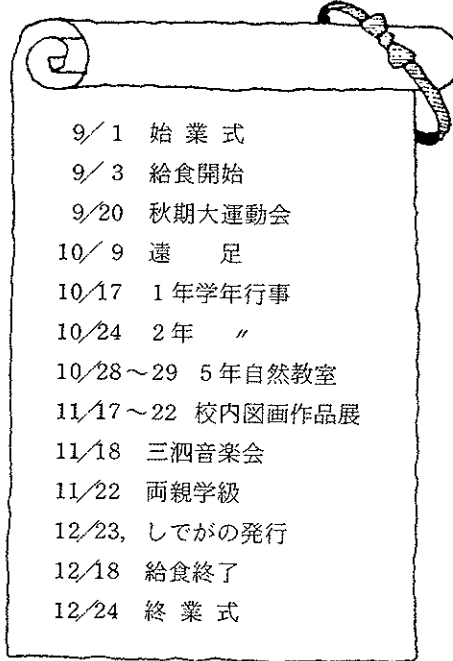 9/1 始業式
9/3 給食開始
9/20 秋期大運動会
10/9 遠足
10/17 1年学年行事
10/24 2年 〃
10/28～29 5年自然教室
11/17～22 校内図画作品展
11/18 三泗音楽会
11/22 両親学級
12/23, しでがの発行
12/18 給食終了
12/24 終業式